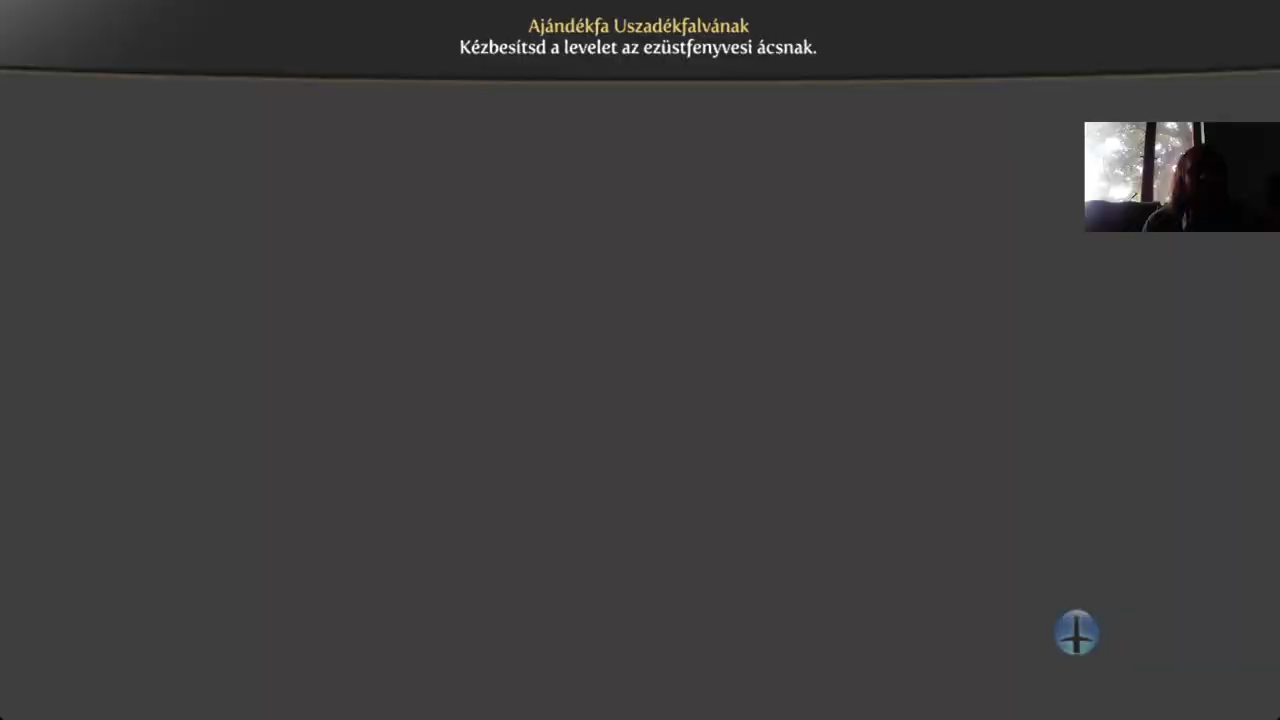 Ajándékfa Uszadékfalvának
Kézbesítsd a levelet az ezüstfenyvesi ácsnak.